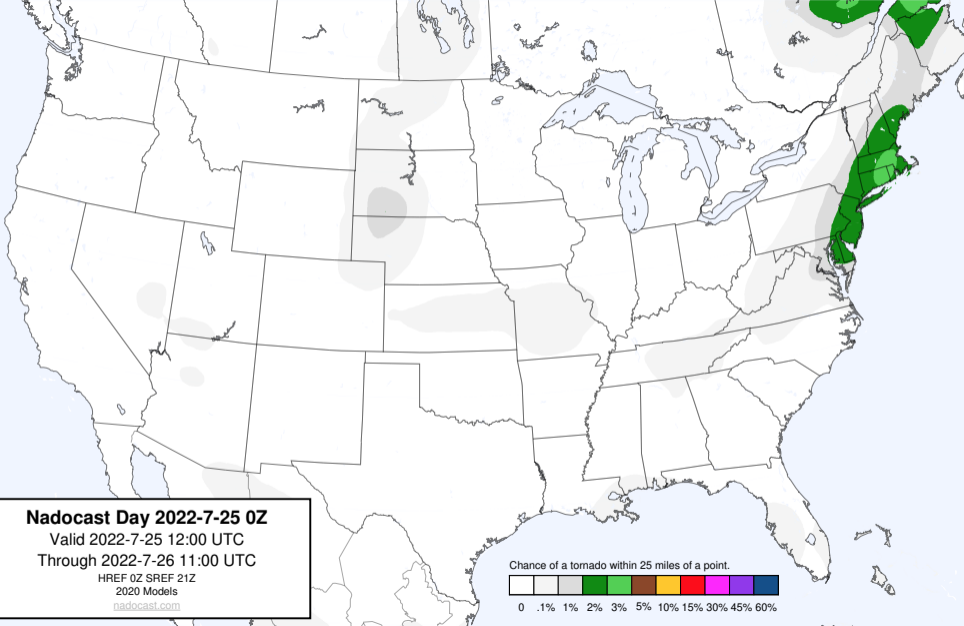 Nadocast Day 2022-7-25 0Z
Valid 2022-7-25 12:00 UTC
Through 2022-7-26 11:00 UTC
HREF 0Z SREF 21Z
2020 Models
nadocast.com
Chance of a tornado within 25 miles of a point.
0 .1% 1% 2% 3% 5% 10% 15% 30% 45% 60%